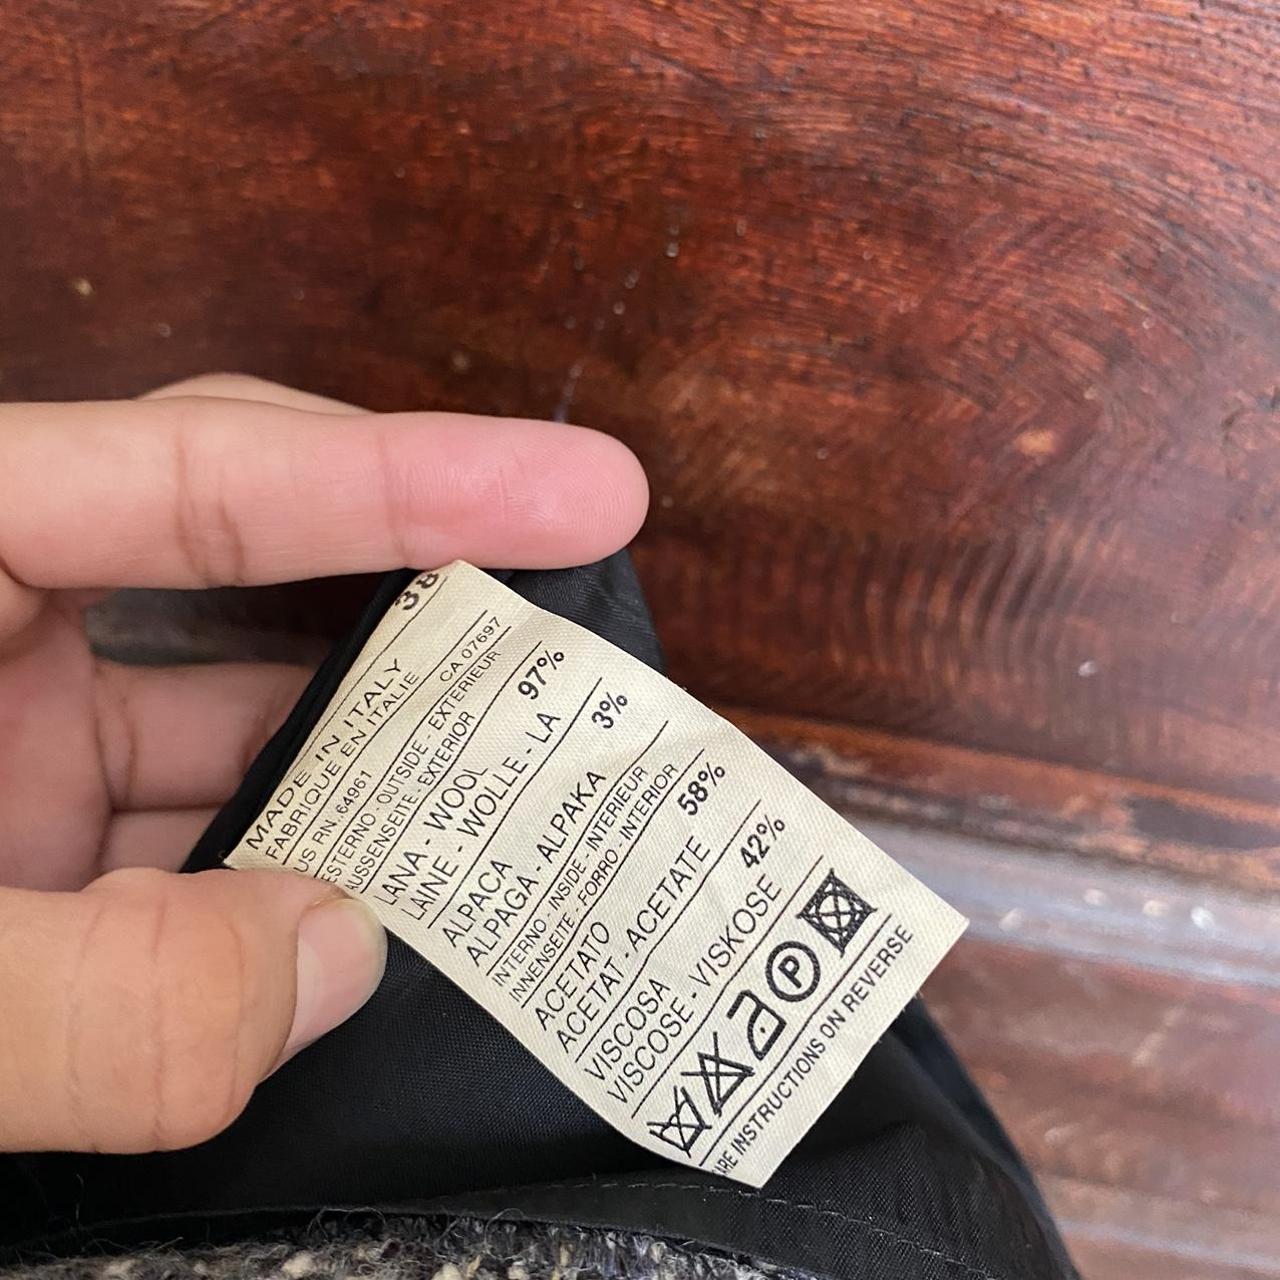 38
MADE IN ITALY
FABRIQUE EN ITALIE
US RN.64961 CA 07697
ESTERNO - OUTSIDE - EXTERIEUR
AUSSENSEITE - EXTERIOR
LANA - WOOL 97%
LAINE - WOLLE - LA
ALPACA 3%
ALPAGA - ALPAKA
INTERNO - INSIDE - INTERIEUR
INNENSEITE - FORRO - INTERIOR
ACETATO 58%
ACETAT - ACETATE
VISCOSA 42%
VISCOSE - VISKOSE
A P
INSTRUCTIONS ON REVERSE